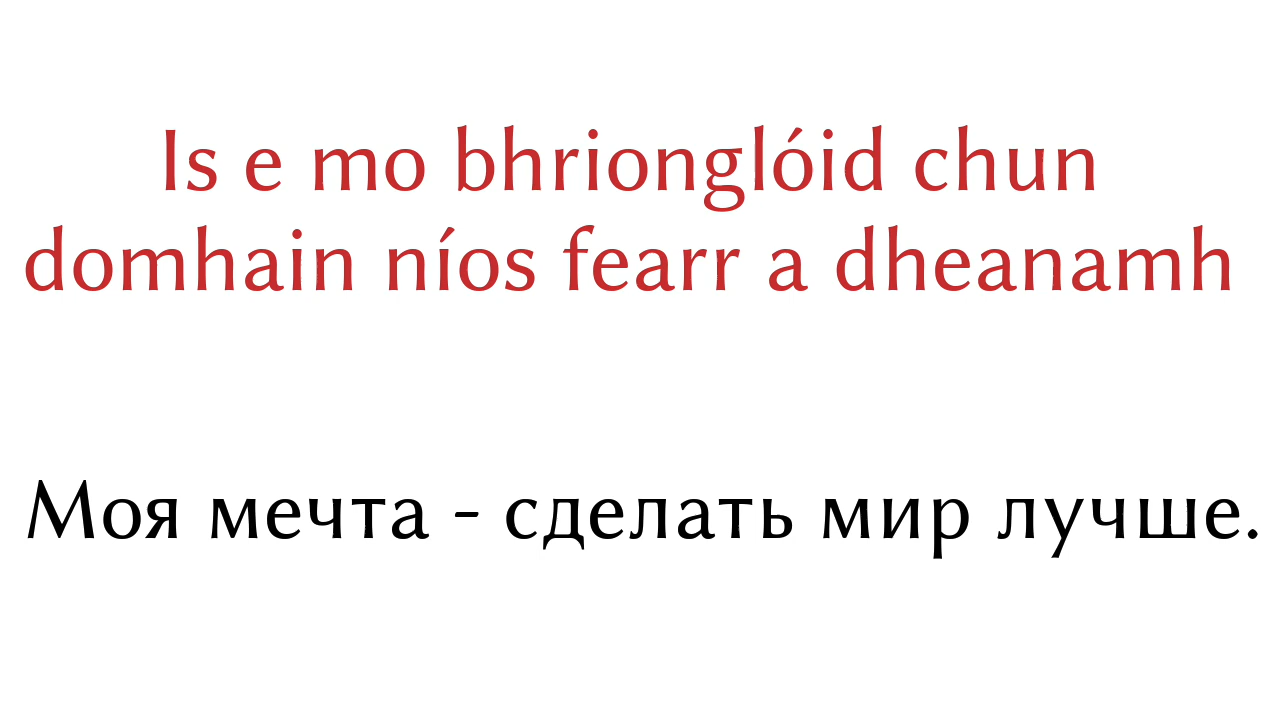 Is e mo bhrionglóid chun
domhain níos fearr a dheanamh
Моя мечта - сделать мир лучше.